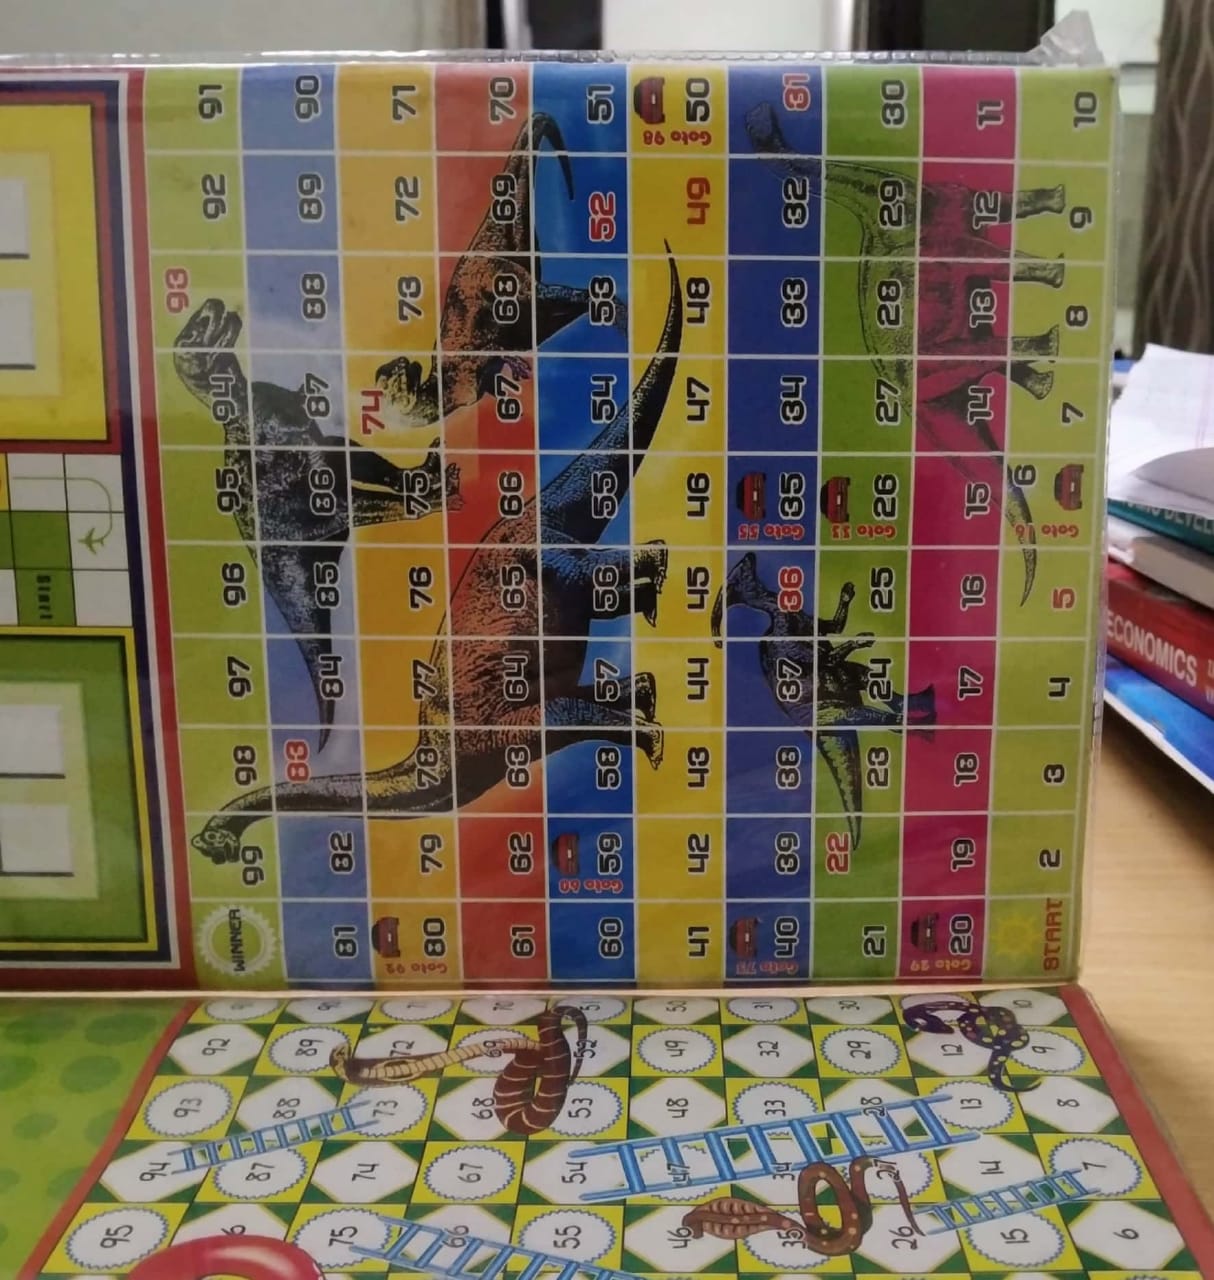 91 90 71 70 51 50 31 30 11 10
Goto 98
92 89 72 69 52 49 32 29 12 9
93 88 73 68 53 48 33 28 13 8
94 87 74 67 54 47 34 27 14 7
95 86 75 66 55 46 35 26 15 6
Goto 55
Goto
96 85 76 65 56 45 36 25 16 5
97 84 77 64 57 44 37 24 17 4
98 83 78 63 58 43 38 23 18 3
99 82 79 62 59 42 39 22 19 2
Goto 60
WINNER 81 80 61 60 41 40 21 20 START
Goto 92
Goto 73
Goto 29
Start
ECONOMICS
70 51 50 31 30 10
92 89 72 69 52 49 32 29 12 9
93 88 73 68 53 48 33 28 13 8
94 87 74 67 54 47 34 27 14 7
95 75 66 55 46 35 26 15 6